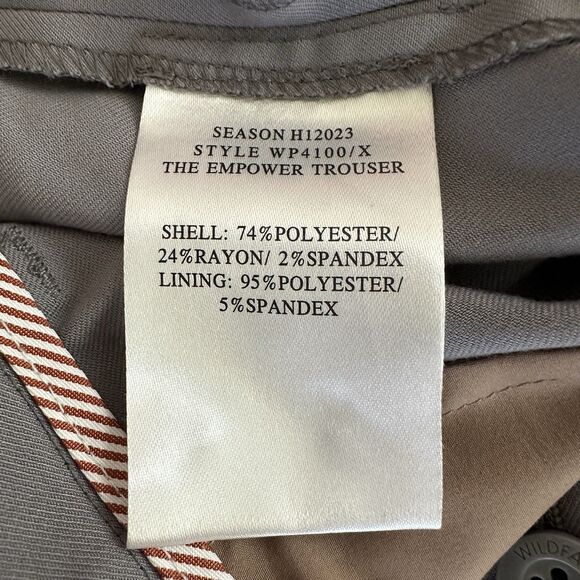 SEASON H12023
STYLE WP4100/X
THE EMPOWER TROUSER
SHELL: 74%POLYESTER/
24%RAYON/ 2%SPANDEX
LINING: 95%POLYESTER/
5%SPANDEX